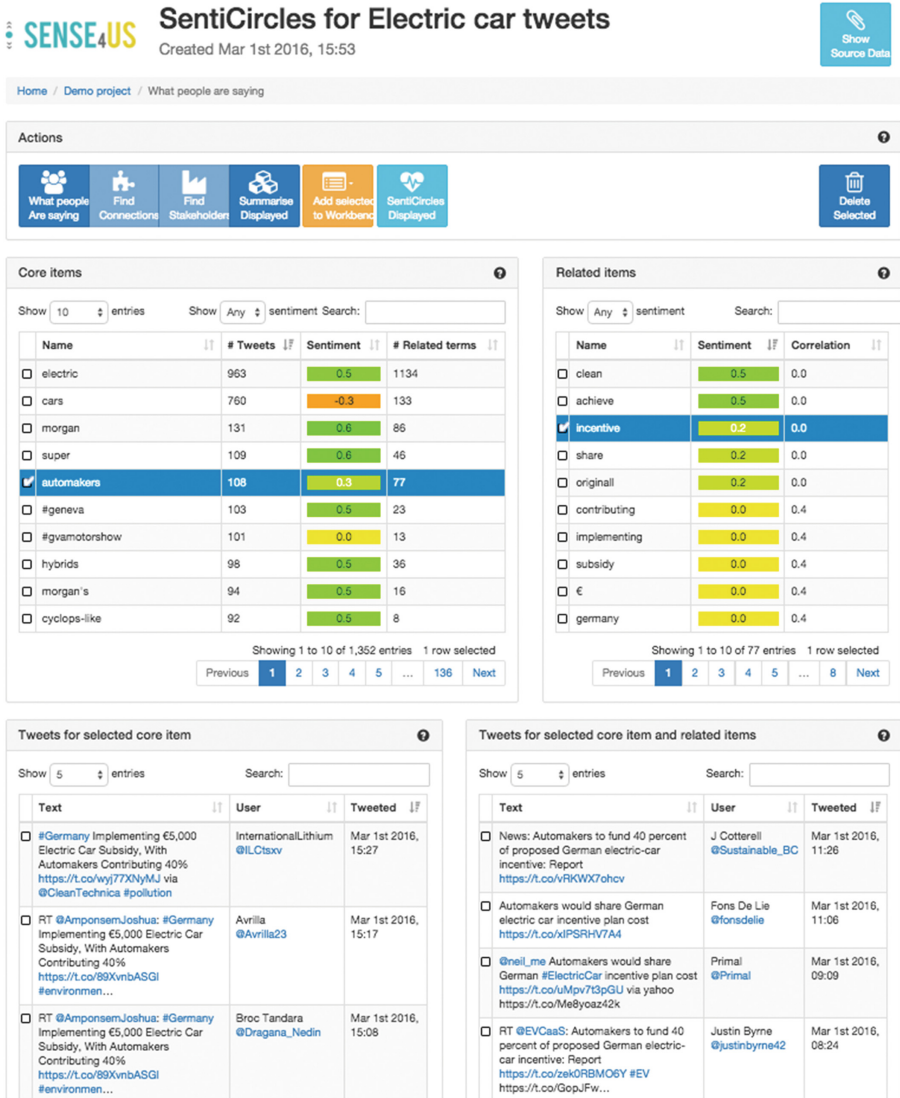 SENSE4US
SentiCircles for Electric car tweets
Created Mar 1st 2016, 15:53
Show
Source Data
Home / Demo project / What people are saying
Actions
What people
Are saying
Find
Connections
Find
Stakeholders
Summarise
Displayed
Add selected
to Workbenc
SentiCircles
Displayed
Delete
Selected
Core items
Show 10 entries Show Any sentiment Search:
Name # Tweets Sentiment # Related terms
electric 963 0.5 1134
cars 760 -0.3 133
morgan 131 0.6 86
super 109 0.6 46
automakers 108 0.3 77
#geneva 103 0.5 23
#gvamotorshow 101 0.0 13
hybrids 98 0.5 36
morgan's 94 0.5 16
cyclops-like 92 0.5 8
Showing 1 to 10 of 1,352 entries 1 row selected
Previous 1 2 3 4 5 ... 136 Next
Related items
Show Any sentiment Search:
Name Sentiment Correlation
clean 0.5 0.0
achieve 0.5 0.0
incentive 0.2 0.0
share 0.2 0.0
originall 0.2 0.0
contributing 0.0 0.4
implementing 0.0 0.4
subsidy 0.0 0.4
€ 0.0 0.4
germany 0.0 0.4
Showing 1 to 10 of 77 entries 1 row selected
Previous 1 2 3 4 5 ... 8 Next
Tweets for selected core item
Show 5 entries Search:
Text User Tweeted
#Germany Implementing €5,000 InternationalLithium Mar 1st 2016,
Electric Car Subsidy, With @ILCtsxv 15:27
Automakers Contributing 40%
https://t.co/wyj77XNyMJ via
@CleanTechnica #pollution
RT @AmponsemJoshua: #Germany Avrilla Mar 1st 2016,
Implementing €5,000 Electric Car @Avrilla23 15:17
Subsidy, With Automakers
Contributing 40%
https://t.co/89XvnbASGl
#environmen...
RT @AmponsemJoshua: #Germany Broc Tandara Mar 1st 2016,
Implementing €5,000 Electric Car @Dragana_Nedin 15:08
Subsidy, With Automakers
Contributing 40%
https://t.co/89XvnbASGl
#environmen...
Tweets for selected core item and related items
Show 5 entries Search:
Text User Tweeted
News: Automakers to fund 40 percent J Cotterell Mar 1st 2016,
of proposed German electric-car @Sustainable_BC 11:26
incentive: Report
https://t.co/vRKWX7ohcv
Automakers would share German Fons De Lie Mar 1st 2016,
electric car incentive plan cost @fonsdelie 11:06
https://t.co/xIPSRHV7A4
@neil_me Automakers would share Primal Mar 1st 2016,
German #ElectricCar incentive plan cost @Primal 09:09
https://t.co/uMpv7t3pGU via yahoo
https://t.co/Me8yoaz42k
RT @EVCaaS: Automakers to fund 40 Justin Byrne Mar 1st 2016,
percent of proposed German electric- @justinbyrne42 08:24
car incentive: Report
https://t.co/zek0RBMO6Y #EV
https://t.co/GopJFw...